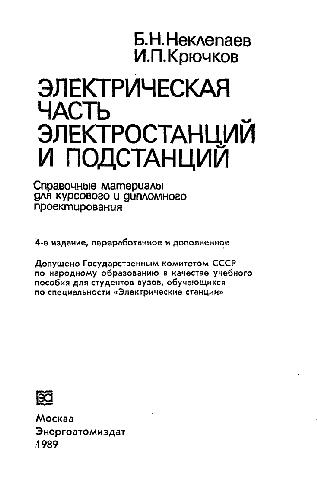 Б.Н.Неклепаев
И.П.Крючков
ЭЛЕКТРИЧЕСКАЯ
ЧАСТЬ
ЭЛЕКТРОСТАНЦИЙ
И ПОДСТАНЦИЙ
Справочные материалы
для курсового и дипломного
проектирования
4-е издание, переработанное и дополненное
Допущено Государственным комитетом СССР
по народному образованию в качестве учебного
пособия для студентов вузов, обучающихся
по специальности «Электрические станции»
Москва
Энергоатомиздат
1989